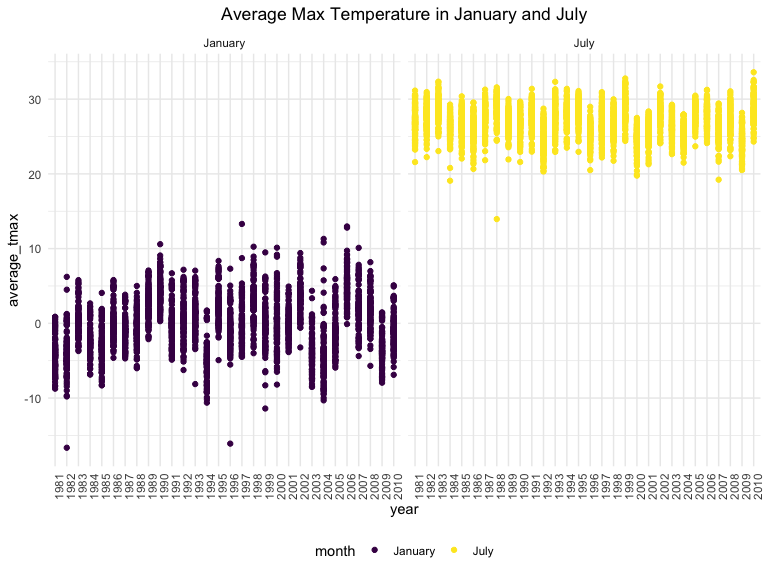 Average Max Temperature in January and July
January July
average_tmax
30
20
10
0
-10
1981 1982 1983 1984 1985 1986 1987 1988 1989 1990 1991 1992 1993 1994 1995 1996 1997 1998 1999 2000 2001 2002 2003 2004 2005 2006 2007 2008 2009 2010
1981 1982 1983 1984 1985 1986 1987 1988 1989 1990 1991 1992 1993 1994 1995 1996 1997 1998 1999 2000 2001 2002 2003 2004 2005 2006 2007 2008 2009 2010
year
month January July